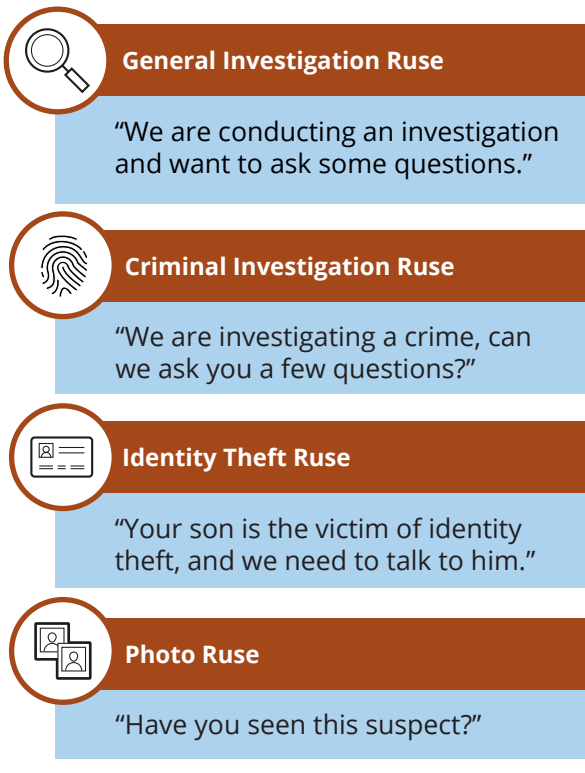 General Investigation Ruse
“We are conducting an investigation
and want to ask some questions.”
Criminal Investigation Ruse
“We are investigating a crime, can
we ask you a few questions?”
Identity Theft Ruse
“Your son is the victim of identity
theft, and we need to talk to him.”
Photo Ruse
“Have you seen this suspect?”